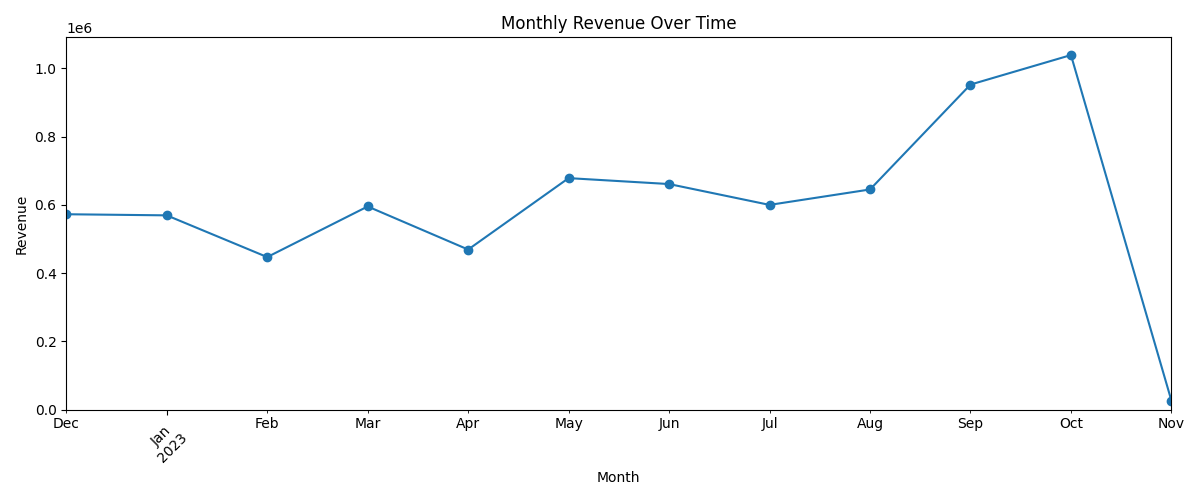 Monthly Revenue Over Time
1e6
1.0
0.8
0.6
0.4
0.2
0.0
Revenue
Dec
Jan
2023
Feb
Mar
Apr
May
Jun
Jul
Aug
Sep
Oct
Nov
Month